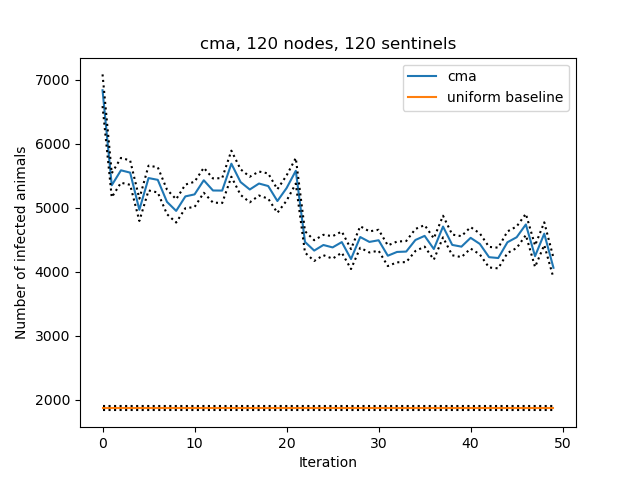 cma, 120 nodes, 120 sentinels
cma
uniform baseline
7000
6000
5000
4000
3000
2000
Number of infected animals
0 10 20 30 40 50
Iteration